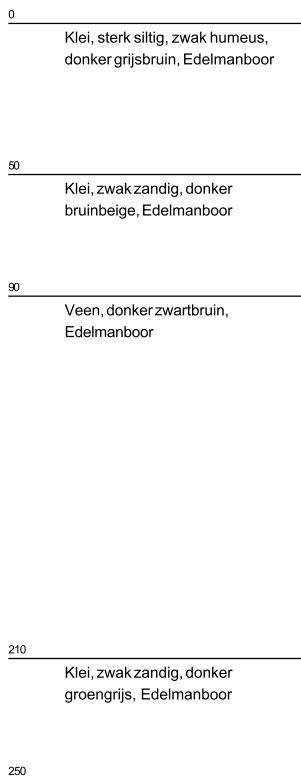 0
Klei, sterk siltig, zwak humeus,
donker grijsbruin, Edelmanboor
50
Klei, zwak zandig, donker
bruinbeige, Edelmanboor
90
Veen, donker zwartbruin,
Edelmanboor
210
Klei, zwak zandig, donker
groengrijs, Edelmanboor
250